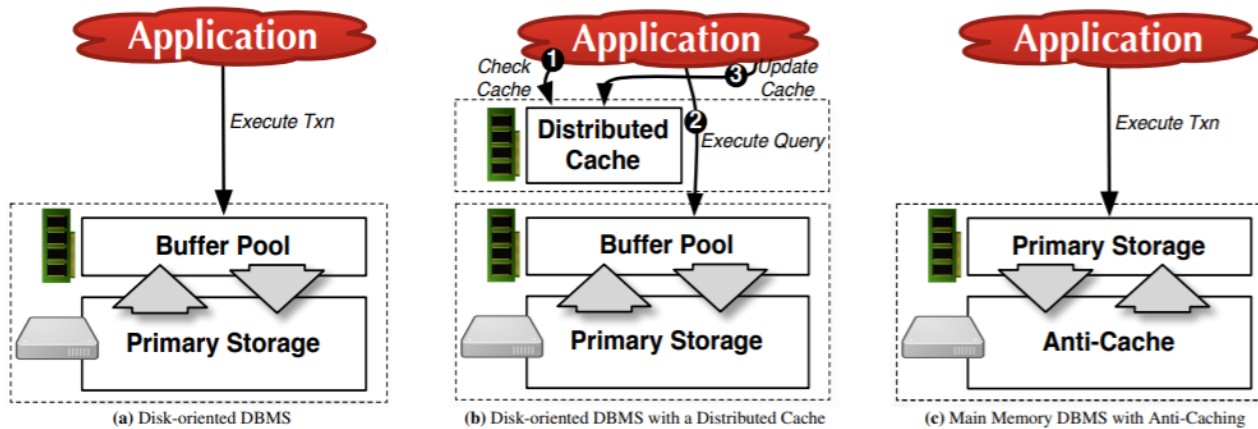 Application
Execute Txn
Buffer Pool
Primary Storage
(a) Disk-oriented DBMS
Application
1
Check
Cache
3
Update
Cache
Distributed
Cache
2
Execute Query
Buffer Pool
Primary Storage
(b) Disk-oriented DBMS with a Distributed Cache
Application
Execute Txn
Primary Storage
Anti-Cache
(c) Main Memory DBMS with Anti-Caching